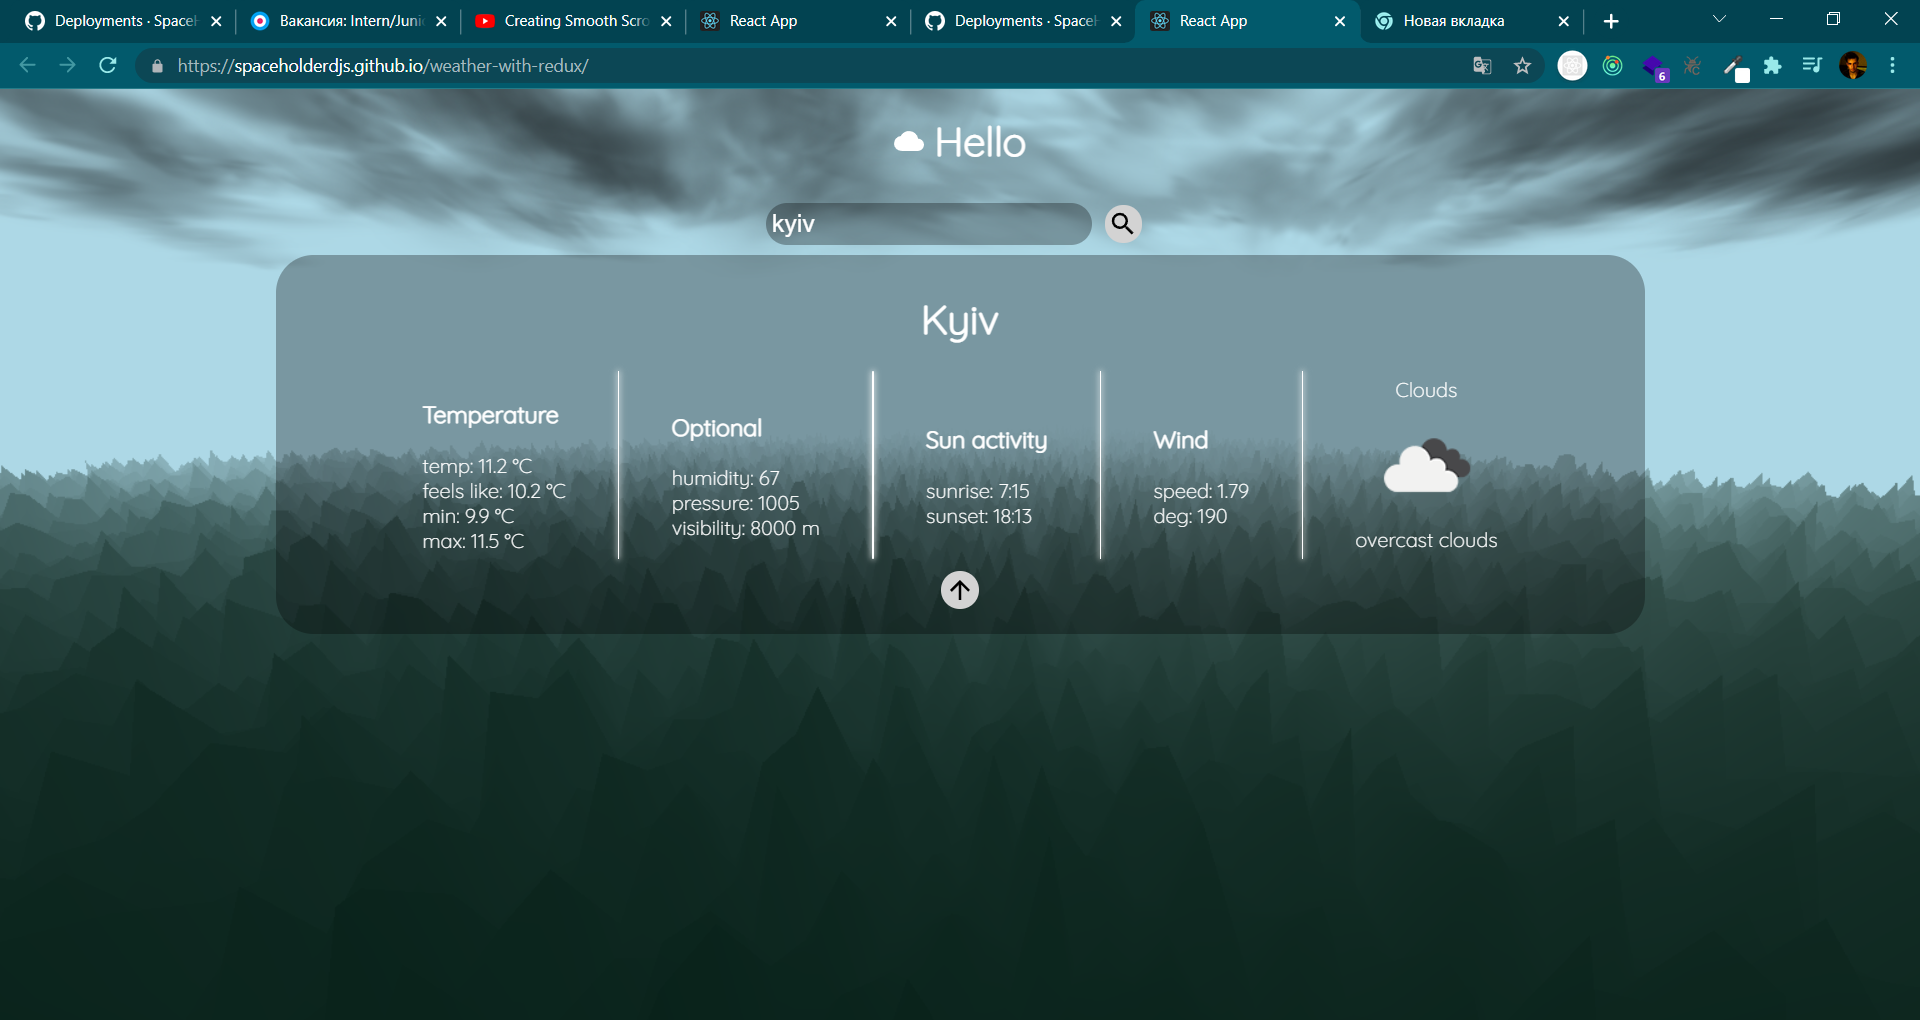 Deployments · Space
Вакансия: Intern/Juni
Creating Smooth Scro
React App
Deployments · Space
React App
Новая вкладка
https://spaceholderdjs.github.io/weather-with-redux/
6
Hello
kyiv
Kyiv
Temperature
temp: 11.2 °C
feels like: 10.2 °C
min: 9.9 °C
max: 11.5 °C
Optional
humidity: 67
pressure: 1005
visibility: 8000 m
Sun activity
sunrise: 7:15
sunset: 18:13
Wind
speed: 1.79
deg: 190
Clouds
overcast clouds